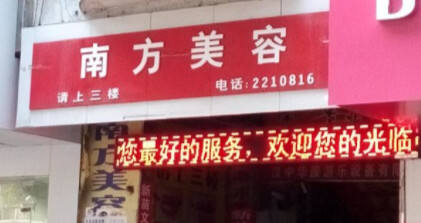 南方美容
请上三楼
电话:2210816
您最好的服务,欢迎您的光临
南方美容